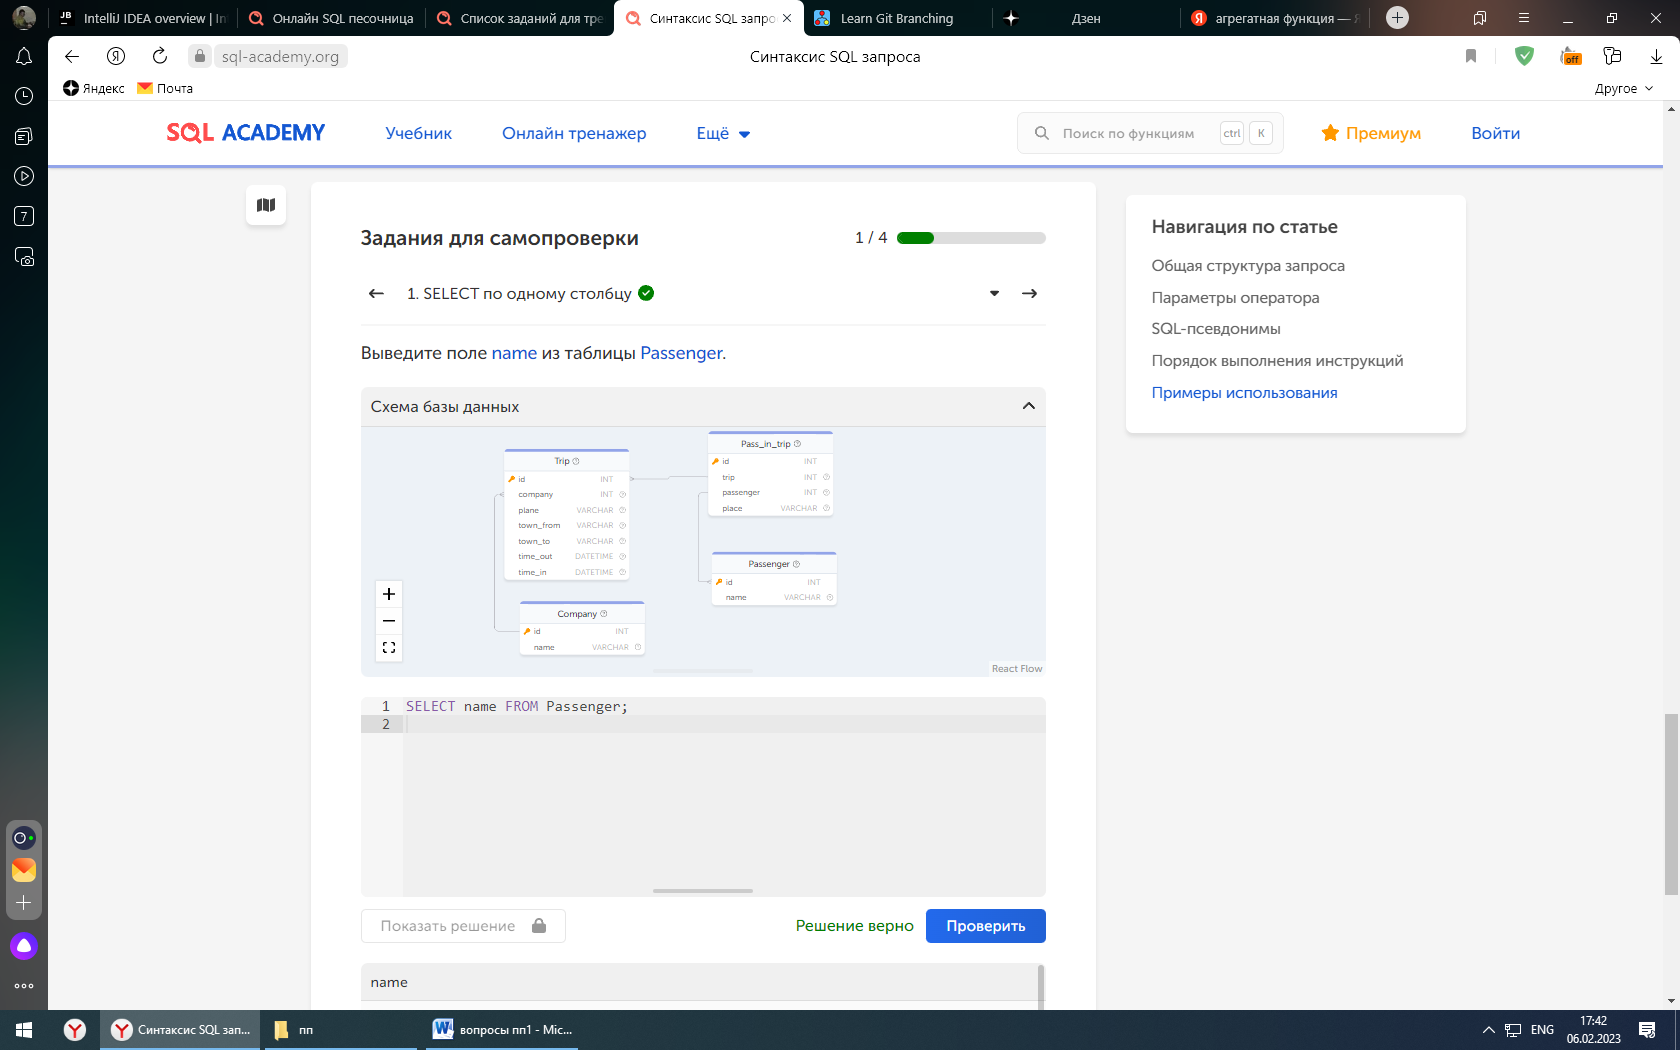 JB IntelliJ IDEA overview | In
Онлайн SQL песочница
Список заданий для тре
Синтаксис SQL запро
Learn Git Branching
Дзен
агрегатная функция — Я
sql-academy.org
Синтаксис SQL запроса
off
Яндекс
Почта
Другое
7
SQL ACADEMY
Учебник
Онлайн тренажер
Ещё
Поиск по функциям
ctrl
K
Премиум
Войти
Задания для самопроверки
1 / 4
1. SELECT по одному столбцу
Выведите поле name из таблицы Passenger.
Схема базы данных
Trip
id INT
company INT
plane VARCHAR
town_from VARCHAR
town_to VARCHAR
time_out DATETIME
time_in DATETIME
Pass_in_trip
id INT
trip INT
passenger INT
place VARCHAR
Passenger
id INT
name VARCHAR
Company
id INT
name VARCHAR
React Flow
1 SELECT name FROM Passenger;
2
Показать решение
Решение верно
Проверить
name
Навигация по статье
Общая структура запроса
Параметры оператора
SQL-псевдонимы
Порядок выполнения инструкций
Примеры использования
Синтаксис SQL зап...
пп
вопросы пп1 - Mic...
ENG
17:42
06.02.2023